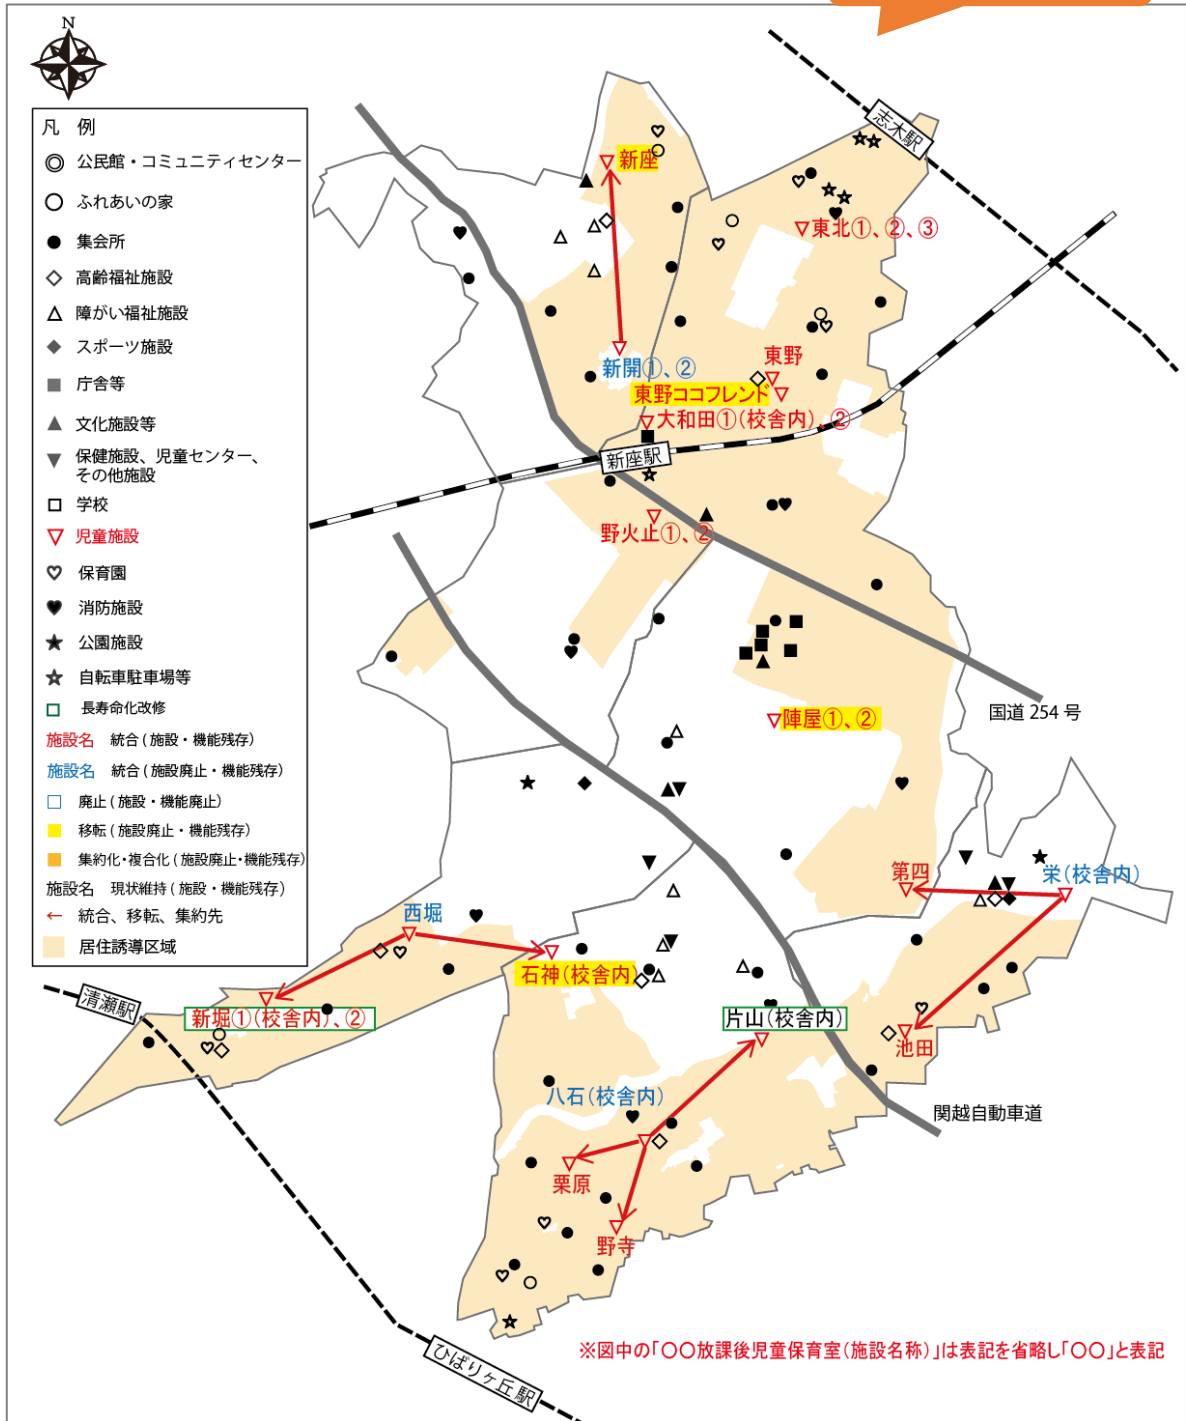 N
凡 例
公民館・コミュニティセンター
ふれあいの家
集会所
高齢福祉施設
障がい福祉施設
スポーツ施設
庁舎等
文化施設等
保健施設、児童センター、
その他施設
学校
児童施設
保育園
消防施設
公園施設
自転車駐車場等
長寿命化改修
施設名 統合(施設・機能残存)
施設名 統合(施設廃止・機能残存)
廃止(施設・機能廃止)
移転(施設廃止・機能残存)
集約化・複合化(施設廃止・機能残存)
施設名 現状維持(施設・機能残存)
← 統合、移転、集約先
居住誘導区域
志木駅
新座
東北①、②、③
新開①、②
東野
東野ココフレンド
大和田①(校舎内)、②
新座駅
野火止①、②
国道254号
陣屋①、②
第四
栄(校舎内)
西堀
石神(校舎内)
清瀬駅
新堀①(校舎内)、②
片山(校舎内)
池田
八石(校舎内)
関越自動車道
栗原
野寺
ひばりヶ丘駅
※図中の「〇〇放課後児童保育室(施設名称)」は表記を省略し「〇〇」と表記